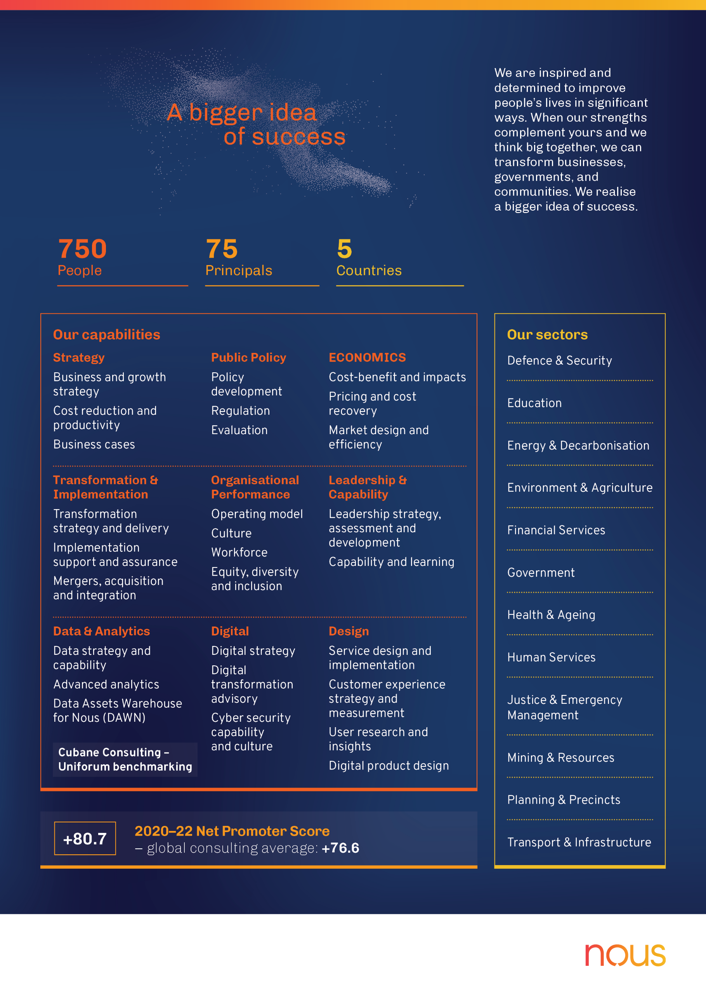 A bigger idea
of success
We are inspired and
determined to improve
people’s lives in significant
ways. When our strengths
complement yours and we
think big together, we can
transform businesses,
governments, and
communities. We realise
a bigger idea of success.
750
People
75
Principals
5
Countries
Our capabilities
Strategy
Business and growth
strategy
Cost reduction and
productivity
Business cases
Public Policy
Policy
development
Regulation
Evaluation
ECONOMICS
Cost-benefit and impacts
Pricing and cost
recovery
Market design and
efficiency
Transformation &
Implementation
Transformation
strategy and delivery
Implementation
support and assurance
Mergers, acquisition
and integration
Organisational
Performance
Operating model
Culture
Workforce
Equity, diversity
and inclusion
Leadership &
Capability
Leadership strategy,
assessment and
development
Capability and learning
Data & Analytics
Data strategy and
capability
Advanced analytics
Data Assets Warehouse
for Nous (DAWN)
Cubane Consulting –
Uniforum benchmarking
Digital
Digital strategy
Digital
transformation
advisory
Cyber security
capability
and culture
Design
Service design and
implementation
Customer experience
strategy and
measurement
User research and
insights
Digital product design
Our sectors
Defence & Security
Education
Energy & Decarbonisation
Environment & Agriculture
Financial Services
Government
Health & Ageing
Human Services
Justice & Emergency
Management
Mining & Resources
Planning & Precincts
Transport & Infrastructure
+80.7
2020–22 Net Promoter Score
– global consulting average: +76.6
nous